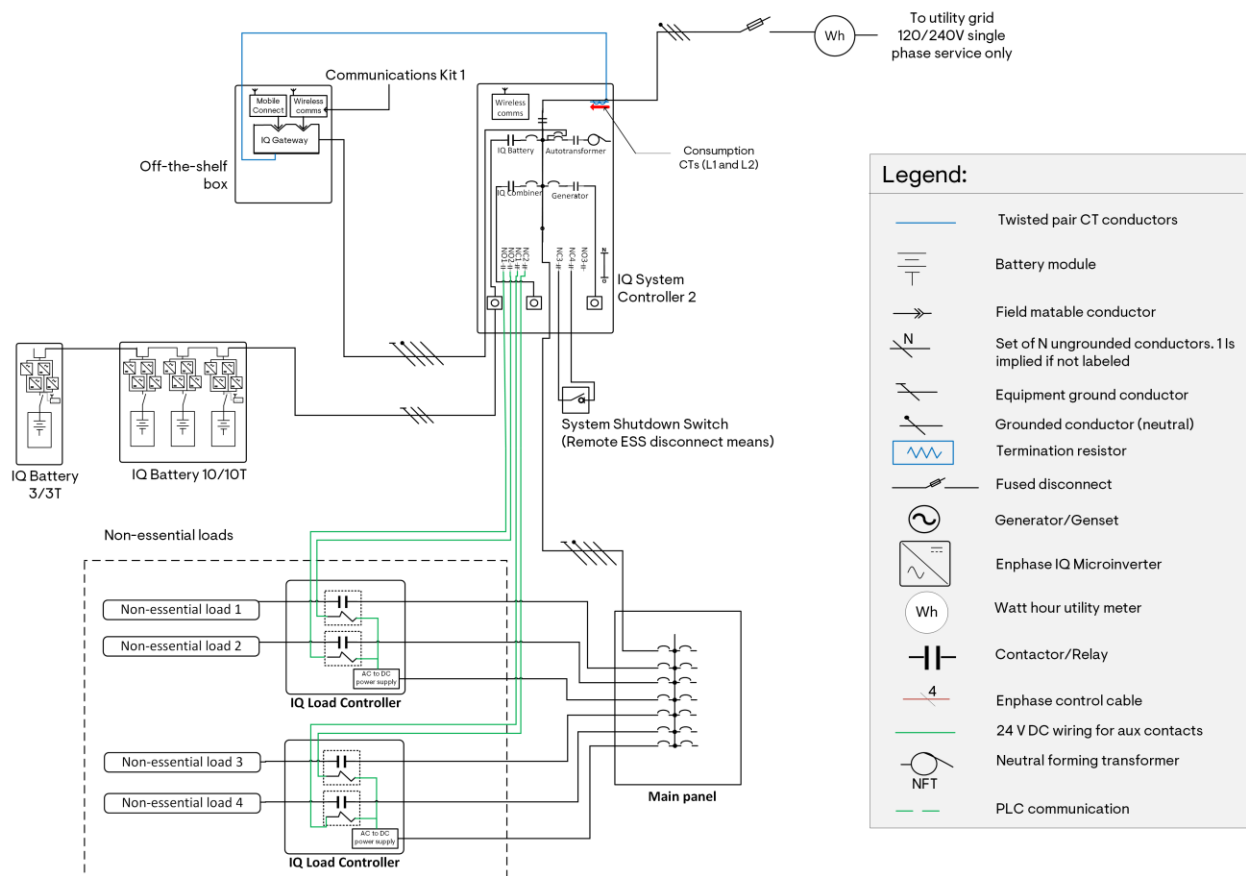 To utility grid
120/240V single
phase service only
Wh
Communications Kit 1
Mobile
Connect
Wireless
comms
IQ Gateway
Off-the-shelf
box
Wireless
comms
IQ Battery
Autotransformer
Consumption
CTs (L1 and L2)
IQ Combiner
Generator
NO1
NO2
NC1
NC2
NC3
NC4
NO3
IQ System
Controller 2
System Shutdown Switch
(Remote ESS disconnect means)
IQ Battery
3/3T
IQ Battery 10/10T
Non-essential loads
Non-essential load 1
Non-essential load 2
AC to DC
power supply
IQ Load Controller
Non-essential load 3
Non-essential load 4
AC to DC
power supply
IQ Load Controller
Main panel
Legend:
Twisted pair CT conductors
Battery module
Field matable conductor
N
Set of N ungrounded conductors. 1 Is
implied if not labeled
Equipment ground conductor
Grounded conductor (neutral)
Termination resistor
Fused disconnect
Generator/Genset
Enphase IQ Microinverter
Wh
Watt hour utility meter
Contactor/Relay
4
Enphase control cable
24 V DC wiring for aux contacts
Neutral forming transformer
NFT
PLC communication